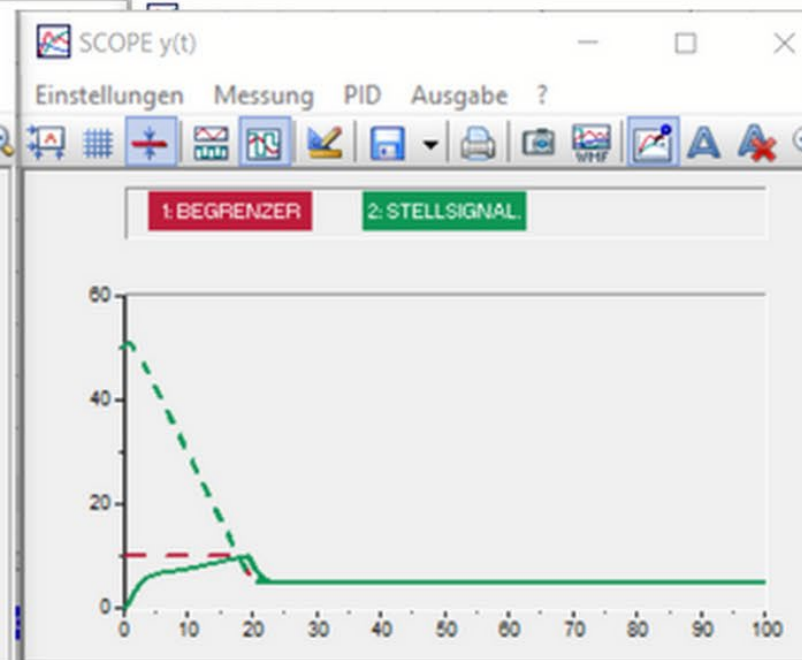 SCOPE y(t)
Einstellungen Messung PID Ausgabe ?
WMF
1: BEGRENZER 2: STELLSIGNAL.
60
40
20
0
0 10 20 30 40 50 60 70 80 90 100